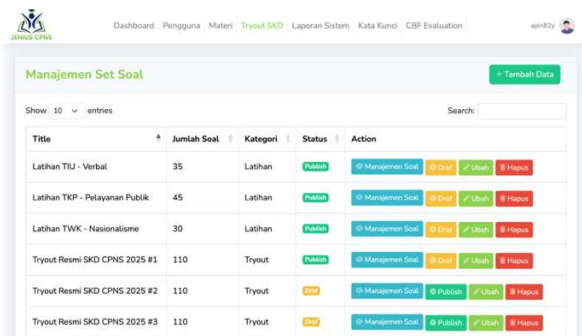 JENIUS CPNS
Dashboard Pengguna Materi Tryout SKD Laporan Sistem Kata Kunci CBF Evaluation apin82y
Manajemen Set Soal + Tambah Data
Show 10 entries Search:
Title Jumlah Soal Kategori Status Action
Latihan TIU - Verbal 35 Latihan Publish Manajemen Soal Draf Ubah Hapus
Latihan TKP - Pelayanan Publik 45 Latihan Publish Manajemen Soal Draf Ubah Hapus
Latihan TWK - Nasionalisme 30 Latihan Publish Manajemen Soal Draf Ubah Hapus
Tryout Resmi SKD CPNS 2025 #1 110 Tryout Publish Manajemen Soal Draf Ubah Hapus
Tryout Resmi SKD CPNS 2025 #2 110 Tryout Draf Manajemen Soal Publish Ubah Hapus
Tryout Resmi SKD CPNS 2025 #3 110 Tryout Draf Manajemen Soal Publish Ubah Hapus